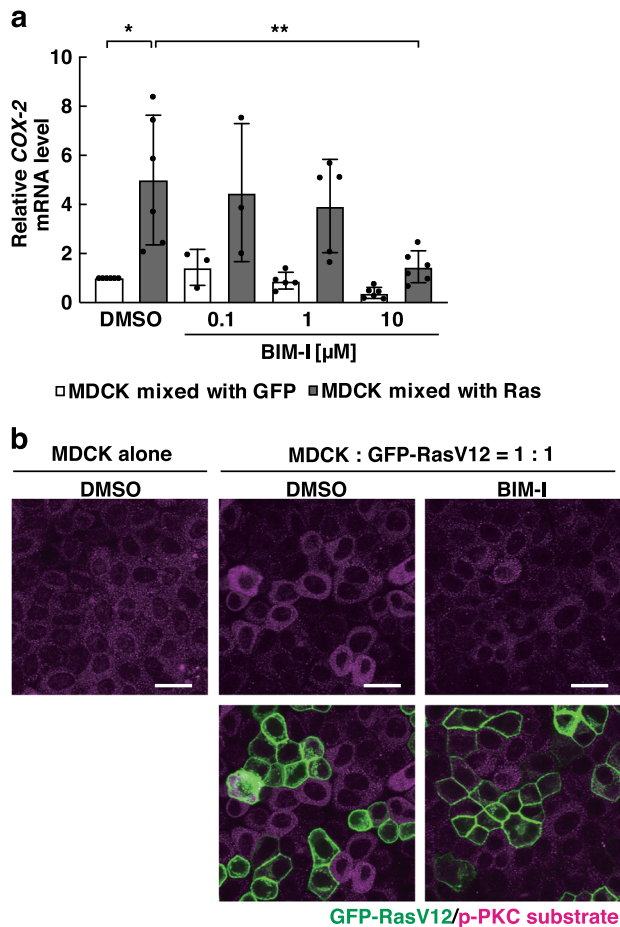 a
* **
Relative COX-2
mRNA level
10
8
6
4
2
0
DMSO 0.1 1 10
BIM-I [µM]
MDCK mixed with GFP MDCK mixed with Ras
b
MDCK alone MDCK : GFP-RasV12 = 1 : 1
DMSO DMSO BIM-I
GFP-RasV12/p-PKC substrate